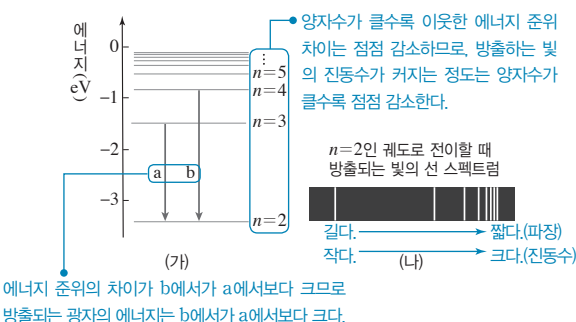 양자수가 클수록 이웃한 에너지 준위
차이는 점점 감소하므로, 방출하는 빛
의 진동수가 커지는 정도는 양자수가
클수록 점점 감소한다.
에너지(eV)
0
-1
-2
-3
⋮
n=5
n=4
n=3
n=2
a b
(가)
n=2인 궤도로 전이할 때
방출되는 빛의 선 스펙트럼
길다. 짧다.(파장)
작다. 크다.(진동수)
(나)
에너지 준위의 차이가 b에서가 a에서보다 크므로
방출되는 광자의 에너지는 b에서가 a에서보다 크다.